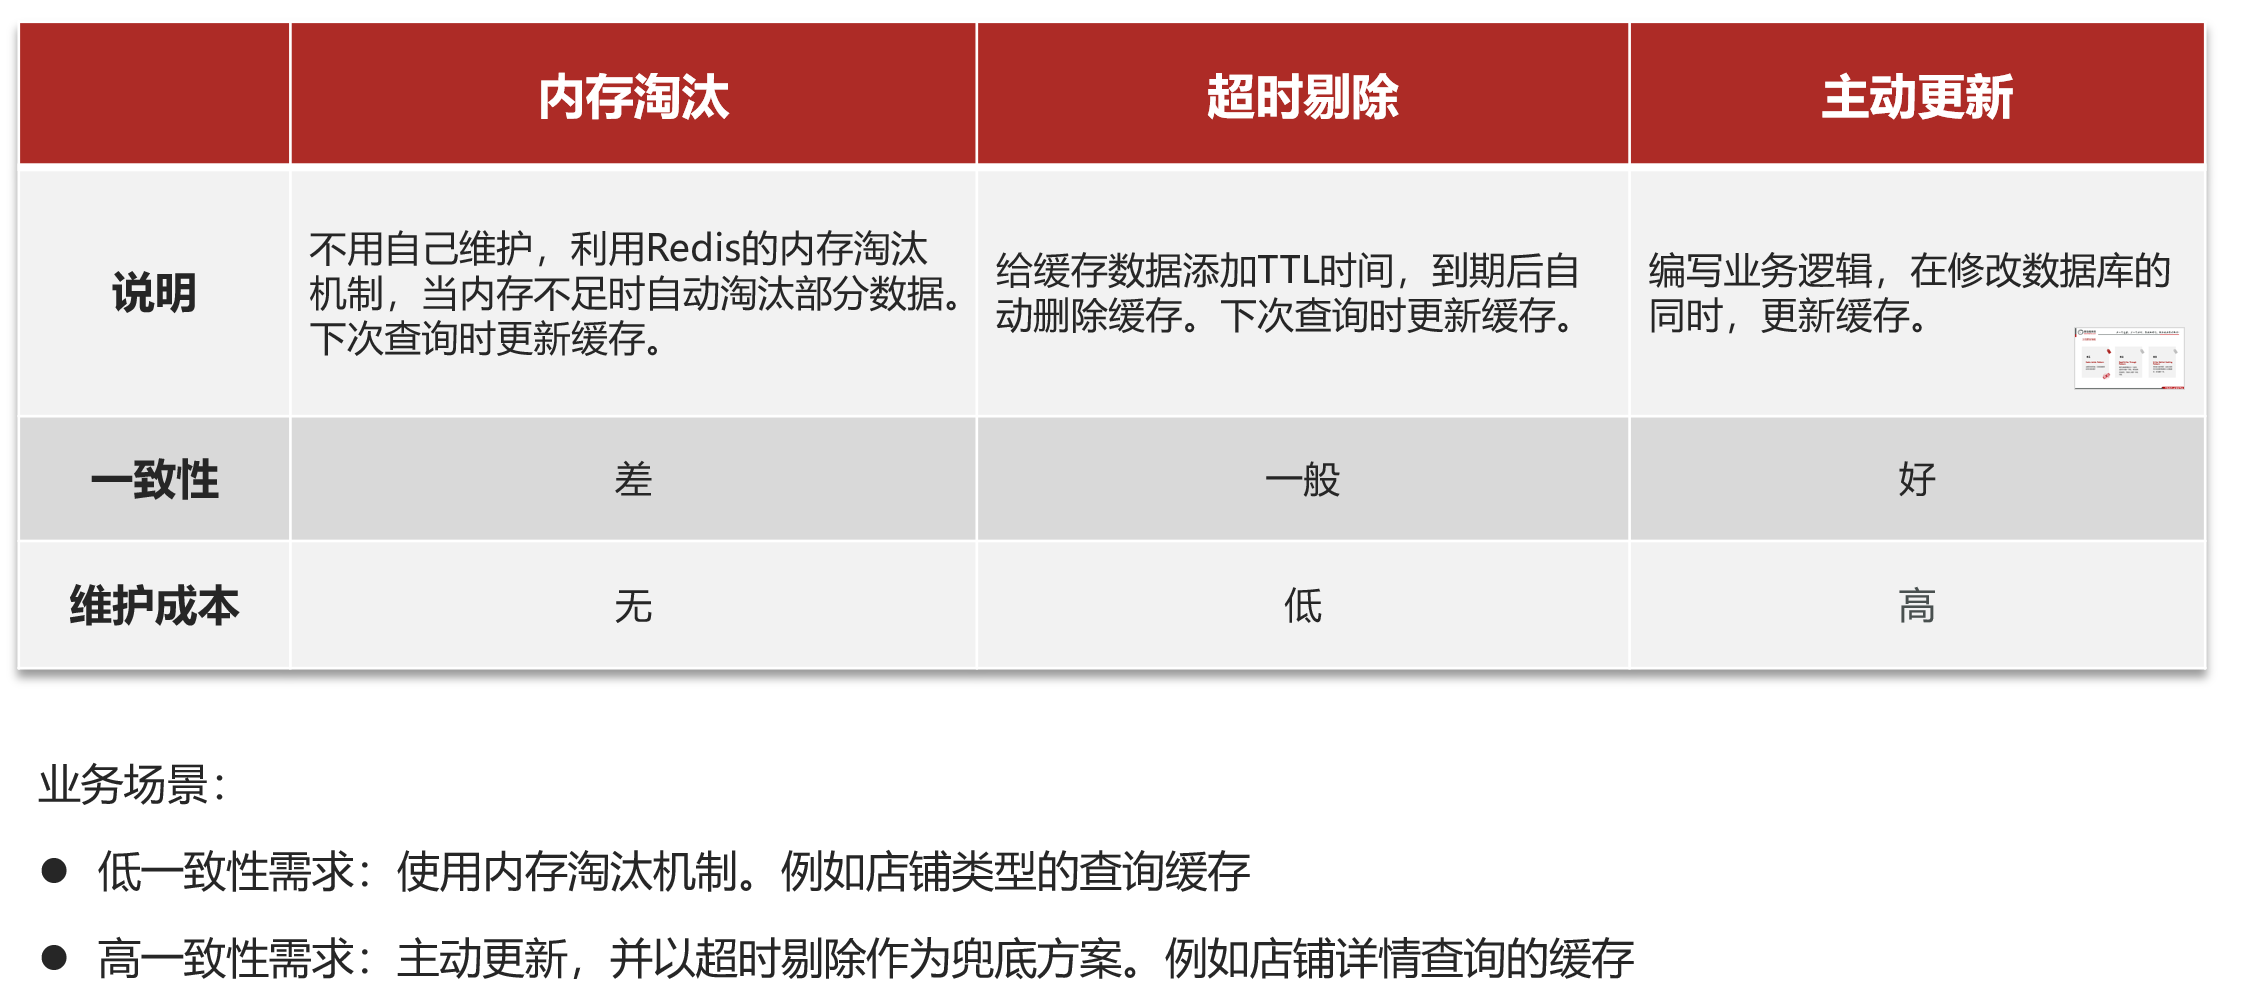 内存淘汰
超时剔除
主动更新
说明
不用自己维护，利用Redis的内存淘汰
机制，当内存不足时自动淘汰部分数据。
下次查询时更新缓存。
给缓存数据添加TTL时间，到期后自
动删除缓存。下次查询时更新缓存。
编写业务逻辑，在修改数据库的
同时，更新缓存。
一致性
差
一般
好
维护成本
无
低
高
业务场景：
● 低一致性需求：使用内存淘汰机制。例如店铺类型的查询缓存
● 高一致性需求：主动更新，并以超时剔除作为兜底方案。例如店铺详情查询的缓存